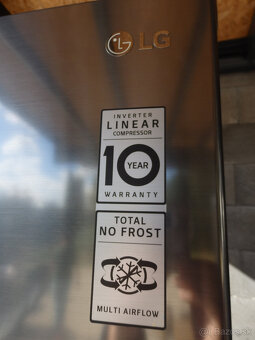 LG
INVERTER
LINEAR
COMPRESSOR
10 YEAR
WARRANTY
TOTAL
NO FROST
MULTI AIRFLOW